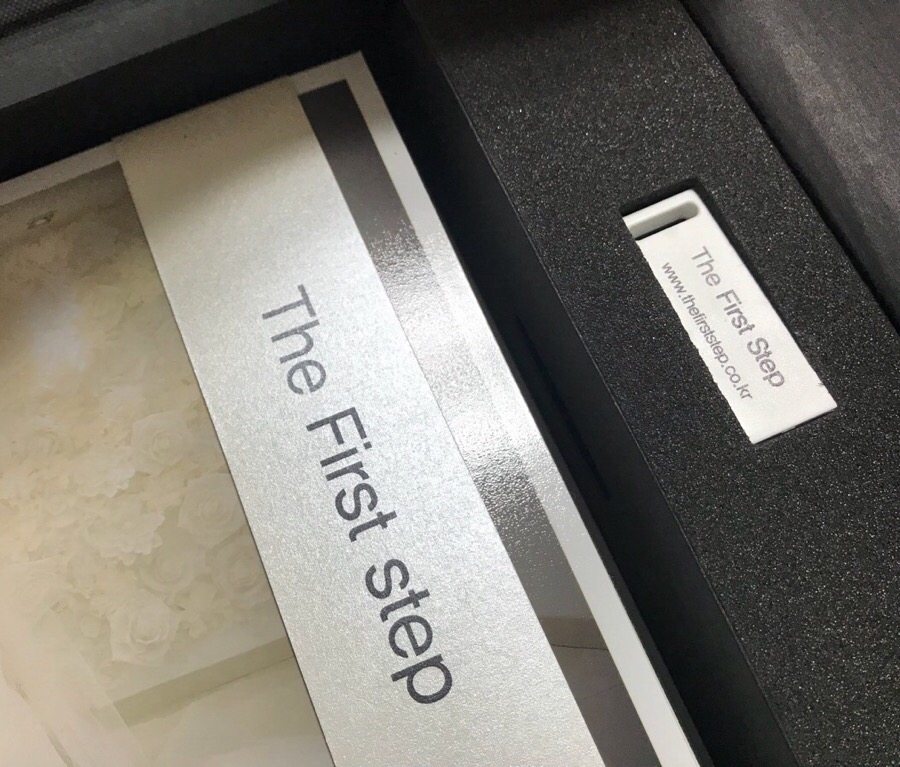 The First step
The First Step
www.thefirststep.co.kr